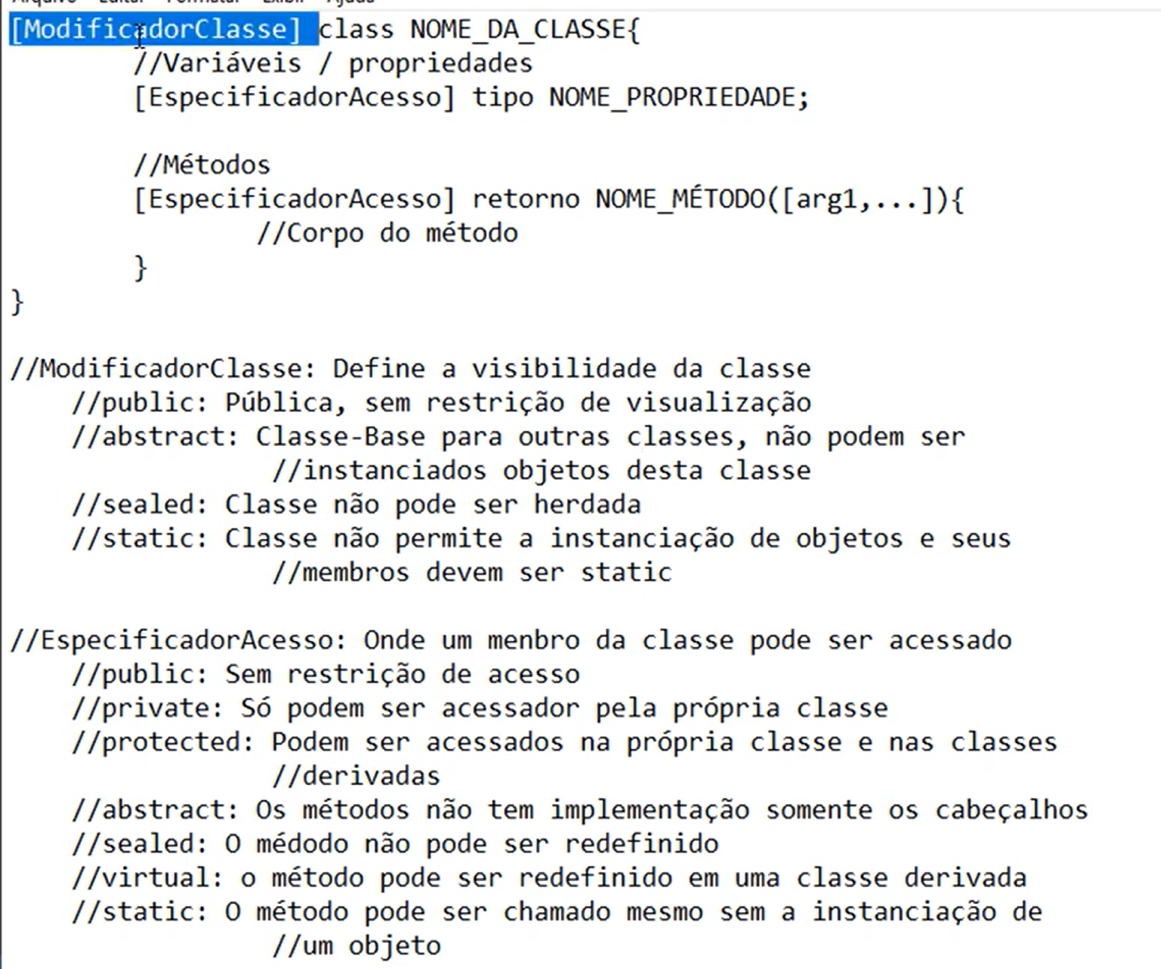 Arquivo Editar Formatar Exibir Ajuda
[ModificadorClasse] class NOME_DA_CLASSE{
//Variáveis / propriedades
[EspecificadorAcesso] tipo NOME_PROPRIEDADE;
//Métodos
[EspecificadorAcesso] retorno NOME_MÉTODO([arg1,...]){
//Corpo do método
}
}
//ModificadorClasse: Define a visibilidade da classe
//public: Pública, sem restrição de visualização
//abstract: Classe-Base para outras classes, não podem ser
//instanciados objetos desta classe
//sealed: Classe não pode ser herdada
//static: Classe não permite a instanciação de objetos e seus
//membros devem ser static
//EspecificadorAcesso: Onde um menbro da classe pode ser acessado
//public: Sem restrição de acesso
//private: Só podem ser acessador pela própria classe
//protected: Podem ser acessados na própria classe e nas classes
//derivadas
//abstract: Os métodos não tem implementação somente os cabeçalhos
//sealed: O médodo não pode ser redefinido
//virtual: o método pode ser redefinido em uma classe derivada
//static: O método pode ser chamado mesmo sem a instanciação de
//um objeto